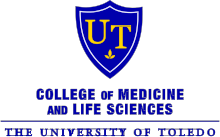 UT
COLLEGE OF MEDICINE
AND LIFE SCIENCES
THE UNIVERSITY OF TOLEDO